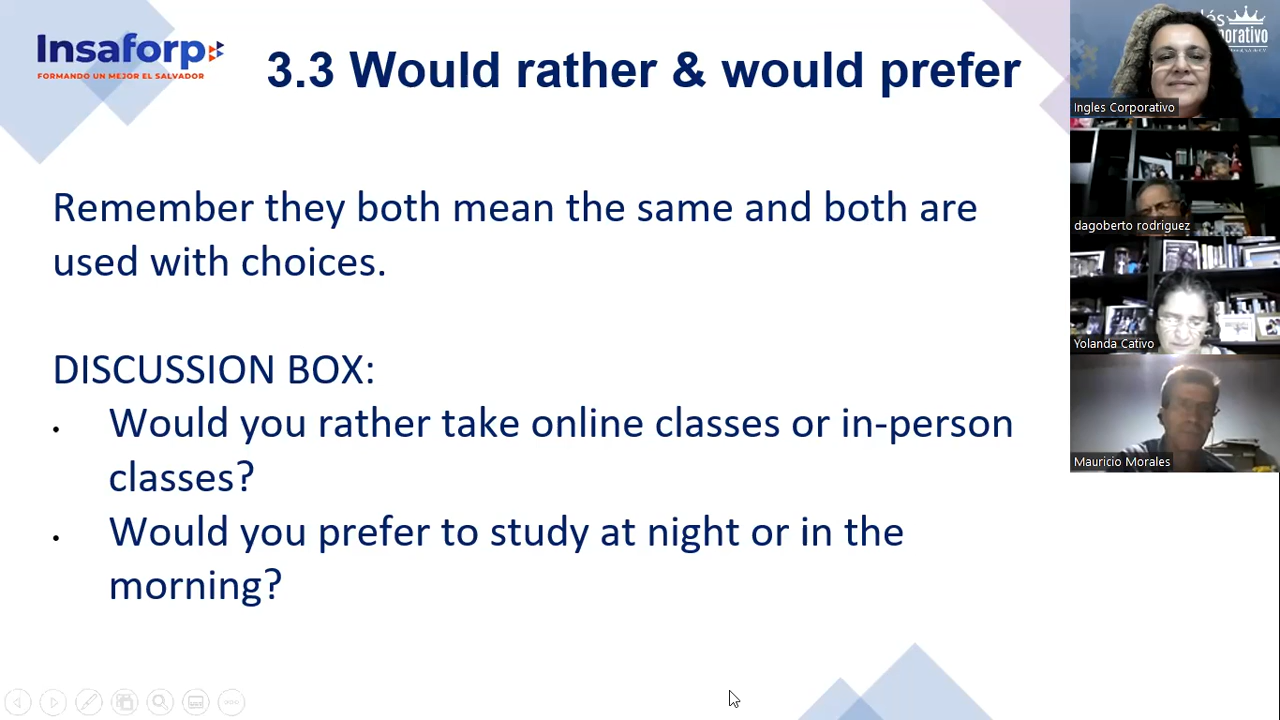 Insaforp
FORMANDO UN MEJOR EL SALVADOR
3.3 Would rather & would prefer
Remember they both mean the same and both are
used with choices.
DISCUSSION BOX:
• Would you rather take online classes or in-person
classes?
• Would you prefer to study at night or in the
morning?
Ingles Corporativo
dagoberto rodriguez
Yolanda Cativo
Mauricio Morales